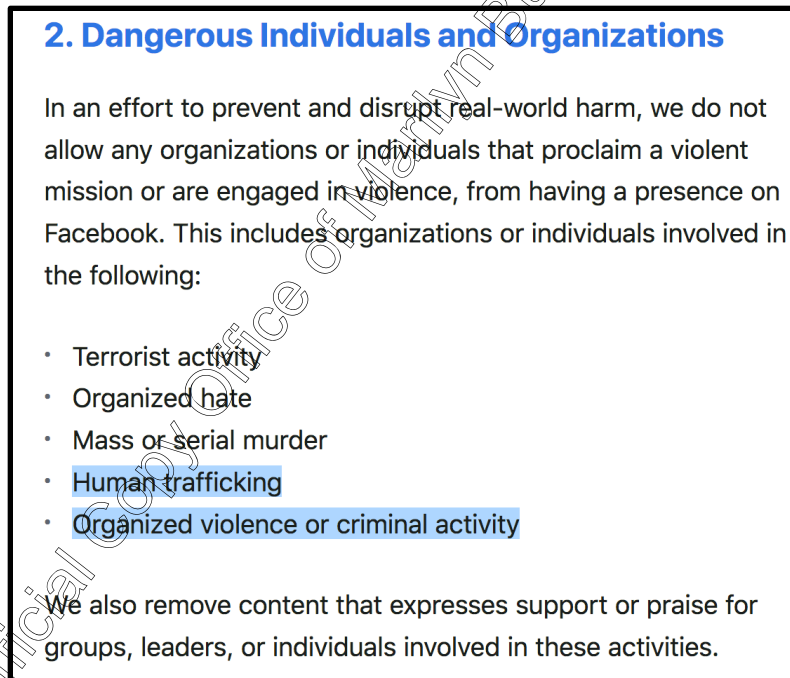 2. Dangerous Individuals and Organizations
In an effort to prevent and disrupt real-world harm, we do not
allow any organizations or individuals that proclaim a violent
mission or are engaged in violence, from having a presence on
Facebook. This includes organizations or individuals involved in
the following:
• Terrorist activity
• Organized hate
• Mass or serial murder
• Human trafficking
• Organized violence or criminal activity
We also remove content that expresses support or praise for
groups, leaders, or individuals involved in these activities.
Copy Office of Marilyn